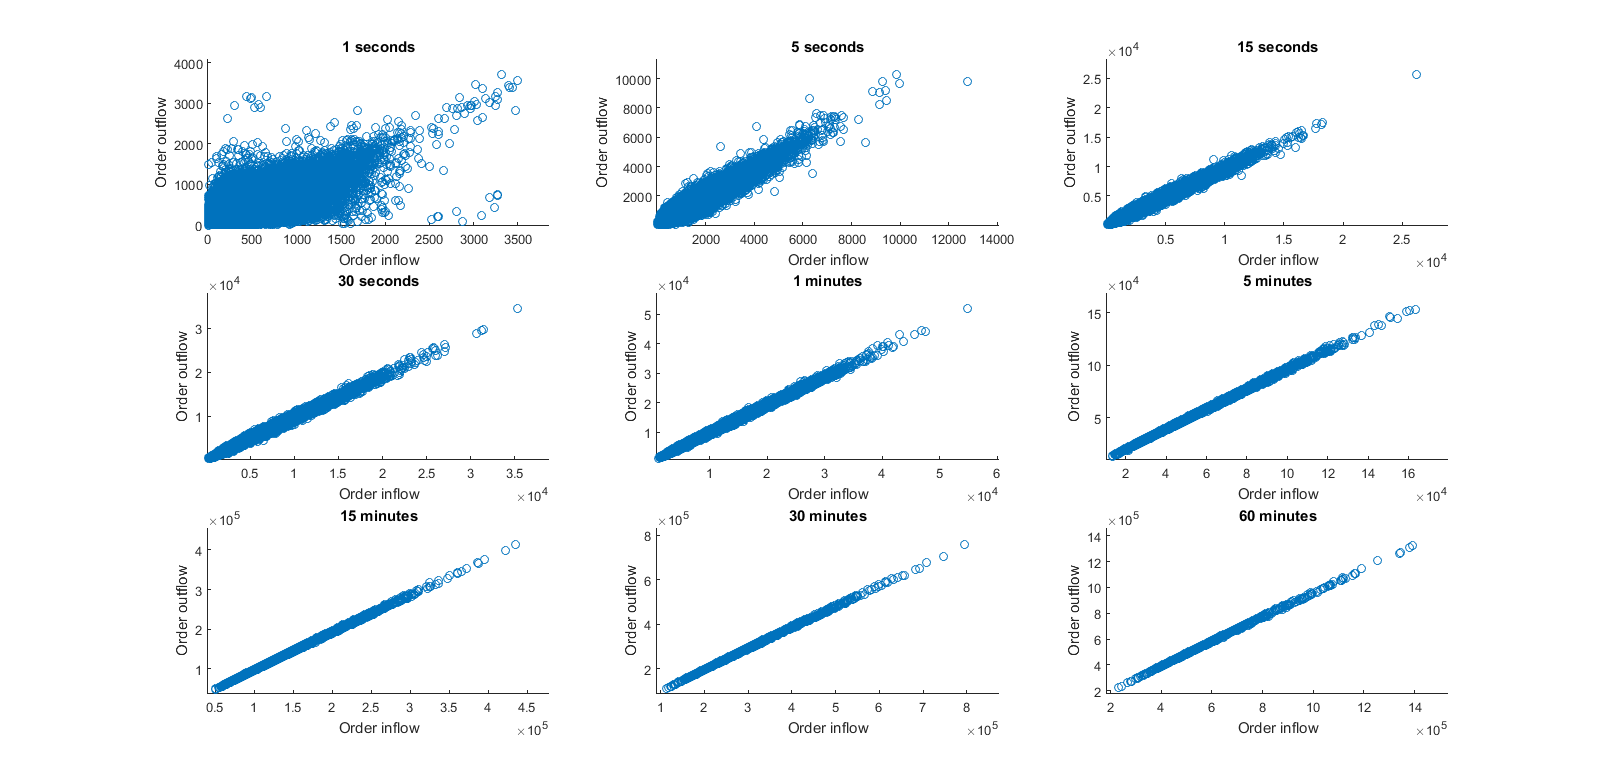 1 seconds
Order outflow
4000
3000
2000
1000
0
0 500 1000 1500 2000 2500 3000 3500
Order inflow
5 seconds
Order outflow
10000
8000
6000
4000
2000
2000 4000 6000 8000 10000 12000 14000
Order inflow
15 seconds
×10^4
Order outflow
2.5
2
1.5
1
0.5
0.5 1 1.5 2 2.5
Order inflow
×10^4
30 seconds
×10^4
Order outflow
3
2
1
0.5 1 1.5 2 2.5 3 3.5
Order inflow
×10^4
1 minutes
×10^4
Order outflow
5
4
3
2
1
1 2 3 4 5 6
Order inflow
×10^4
5 minutes
×10^4
Order outflow
15
10
5
2 4 6 8 10 12 14 16
Order inflow
×10^4
15 minutes
×10^5
Order outflow
4
3
2
1
0.5 1 1.5 2 2.5 3 3.5 4 4.5
Order inflow
×10^5
30 minutes
×10^5
Order outflow
8
6
4
2
1 2 3 4 5 6 7 8
Order inflow
×10^5
60 minutes
×10^5
Order outflow
14
12
10
8
6
4
2
2 4 6 8 10 12 14
Order inflow
×10^5